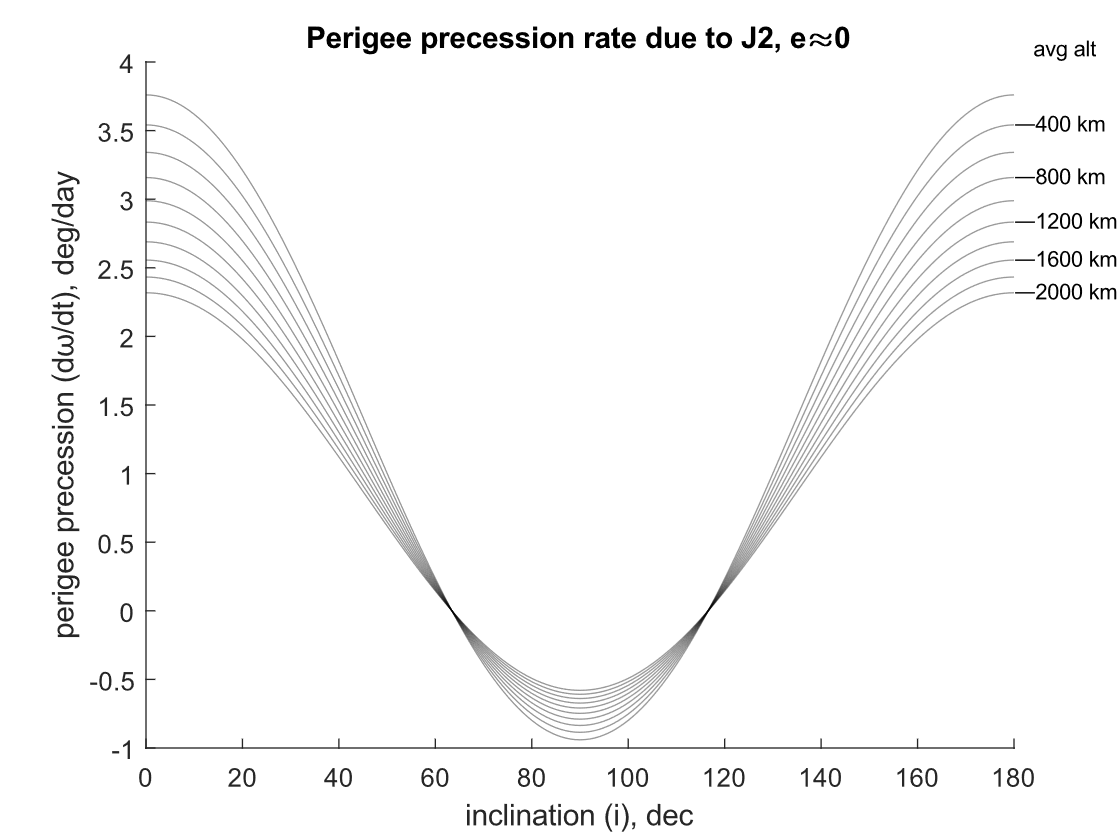 Perigee precession rate due to J2, e≈0
avg alt
4
3.5
3
2.5
2
1.5
1
0.5
0
-0.5
-1
perigee precession (dω/dt), deg/day
400 km
800 km
1200 km
1600 km
2000 km
0 20 40 60 80 100 120 140 160 180
inclination (i), dec